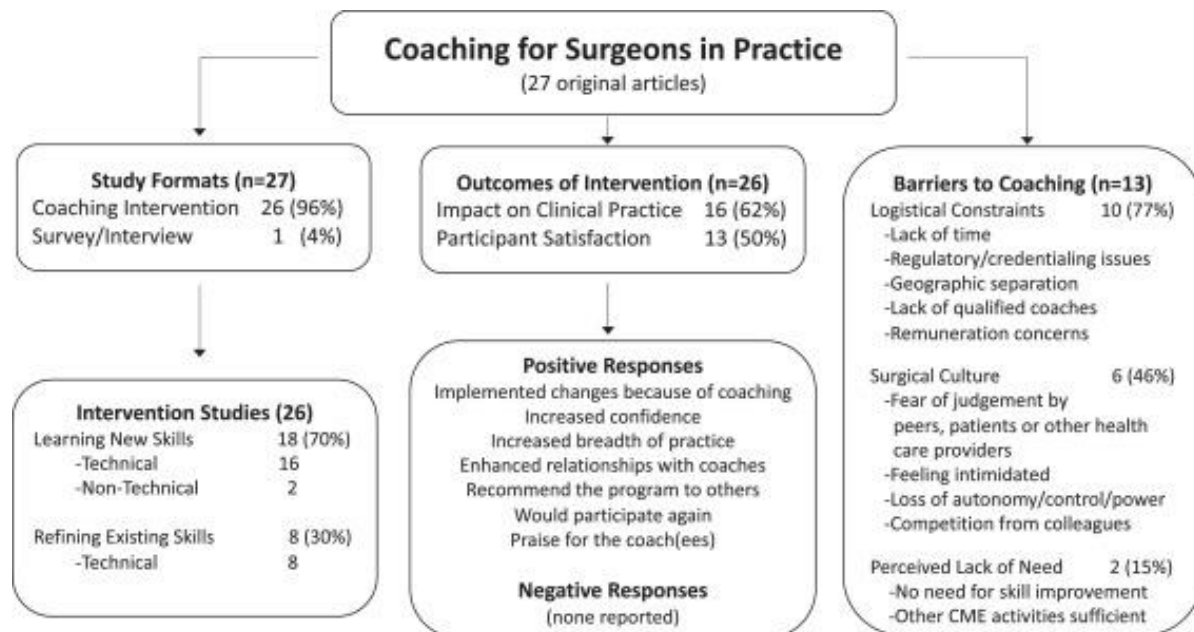 Coaching for Surgeons in Practice
(27 original articles)
Study Formats (n=27)
Coaching Intervention 26 (96%)
Survey/Interview 1 (4%)
Intervention Studies (26)
Learning New Skills 18 (70%)
-Technical 16
-Non-Technical 2
Refining Existing Skills 8 (30%)
-Technical 8
Outcomes of Intervention (n=26)
Impact on Clinical Practice 16 (62%)
Participant Satisfaction 13 (50%)
Positive Responses
Implemented changes because of coaching
Increased confidence
Increased breadth of practice
Enhanced relationships with coaches
Recommend the program to others
Would participate again
Praise for the coach(ees)
Negative Responses
(none reported)
Barriers to Coaching (n=13)
Logistical Constraints 10 (77%)
-Lack of time
-Regulatory/credentialing issues
-Geographic separation
-Lack of qualified coaches
-Remuneration concerns
Surgical Culture 6 (46%)
-Fear of judgement by
peers, patients or other health
care providers
-Feeling intimidated
-Loss of autonomy/control/power
-Competition from colleagues
Perceived Lack of Need 2 (15%)
-No need for skill improvement
-Other CME activities sufficient